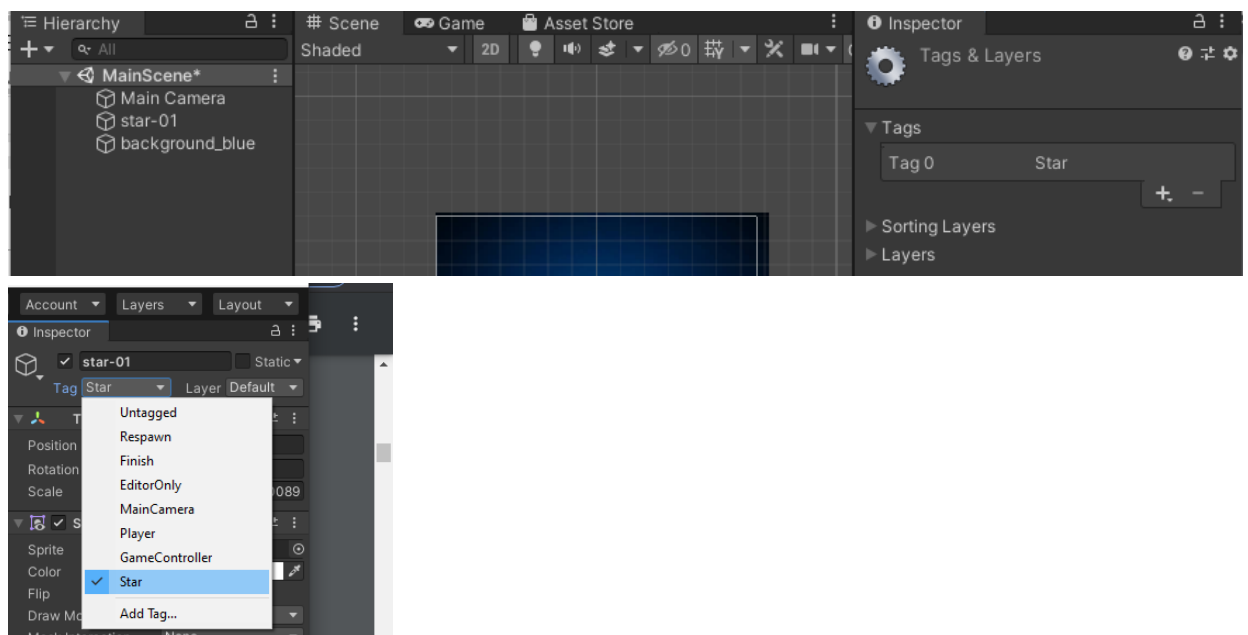 Hierarchy
All
MainScene*
Main Camera
star-01
background_blue
Scene
Game
Asset Store
Shaded
2D
0
Inspector
Tags & Layers
Tags
Tag 0 Star
+ −
Sorting Layers
Layers
Account Layers Layout
Inspector
star-01 Static
Tag Star Layer Default
Untagged
Respawn
Finish
EditorOnly
MainCamera
Player
GameController
Star
Add Tag...
T
Position
Rotation
Scale 0089
S
Sprite
Color
Flip
Draw Mo